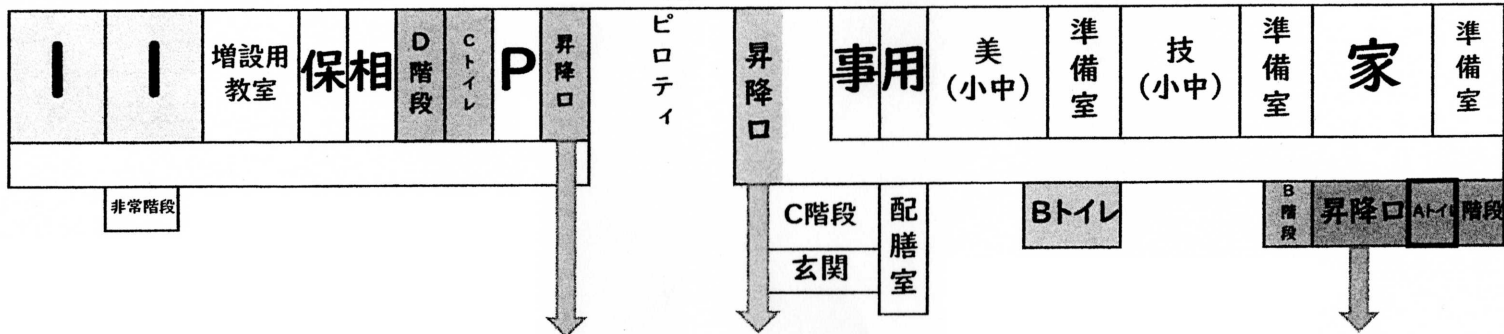 I
I
増設用
教室
保
相
D階段
Cトイレ
P
昇降口
ピロティ
昇降口
事
用
美
(小中)
準備室
技
(小中)
準備室
家
準備室
非常階段
C階段
玄関
配膳室
Bトイレ
B階段
昇降口
Aトイレ
階段